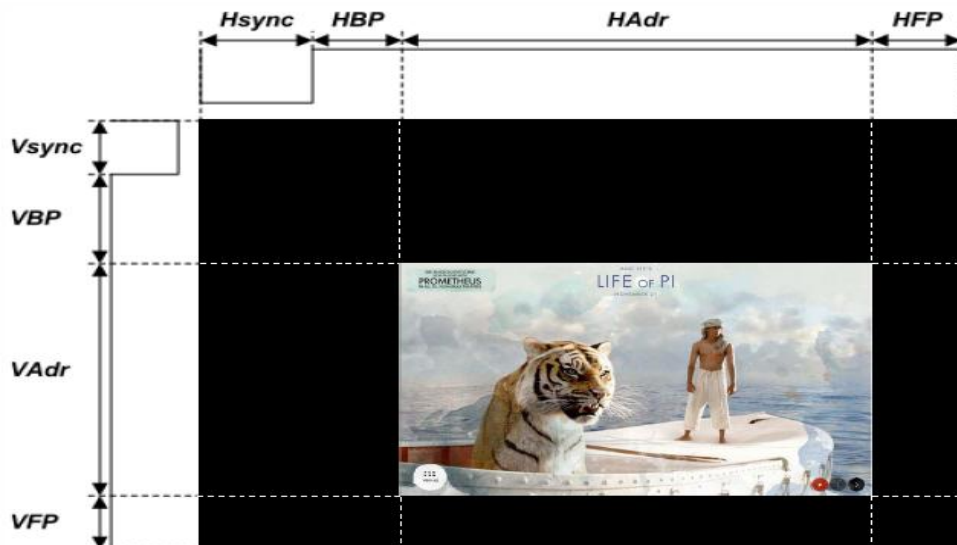 Hsync HBP HAdr HFP
Vsync
VBP
VAdr
VFP
PROMETHEUS
LIFE OF PI